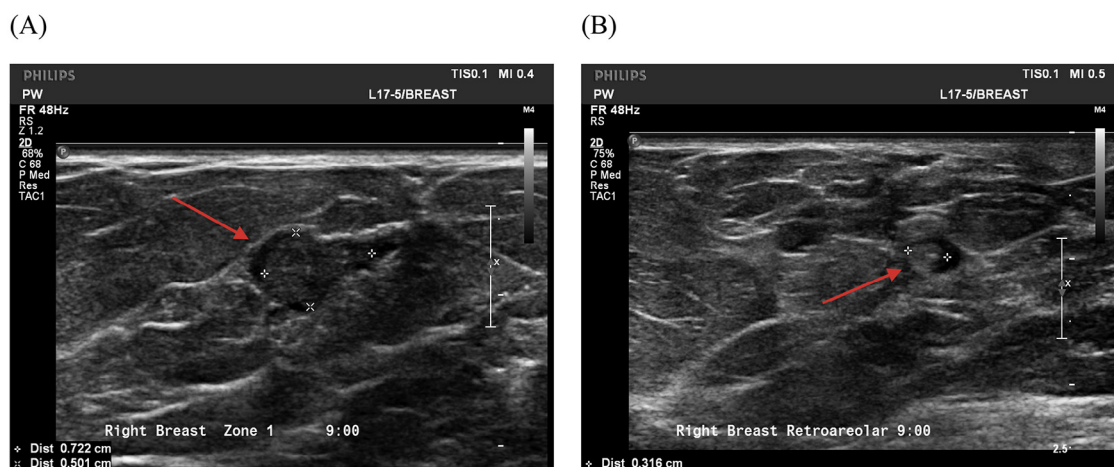 (A)
PHILIPS
TIS0.1 MI 0.4
PW
L17-5/BREAST
FR 48Hz
RS
Z 1.2
2D
68%
C 68
P Med
Res
TAC1
M4
P
x
Right Breast Zone 1 9:00
Dist 0.722 cm
Dist 0.501 cm
(B)
PHILIPS
TIS0.1 MI 0.5
PW
L17-5/BREAST
FR 48Hz
RS
2D
75%
C 68
P Med
Res
TAC1
M4
P
x
Right Breast Retroareolar 9:00
2.5
Dist 0.316 cm